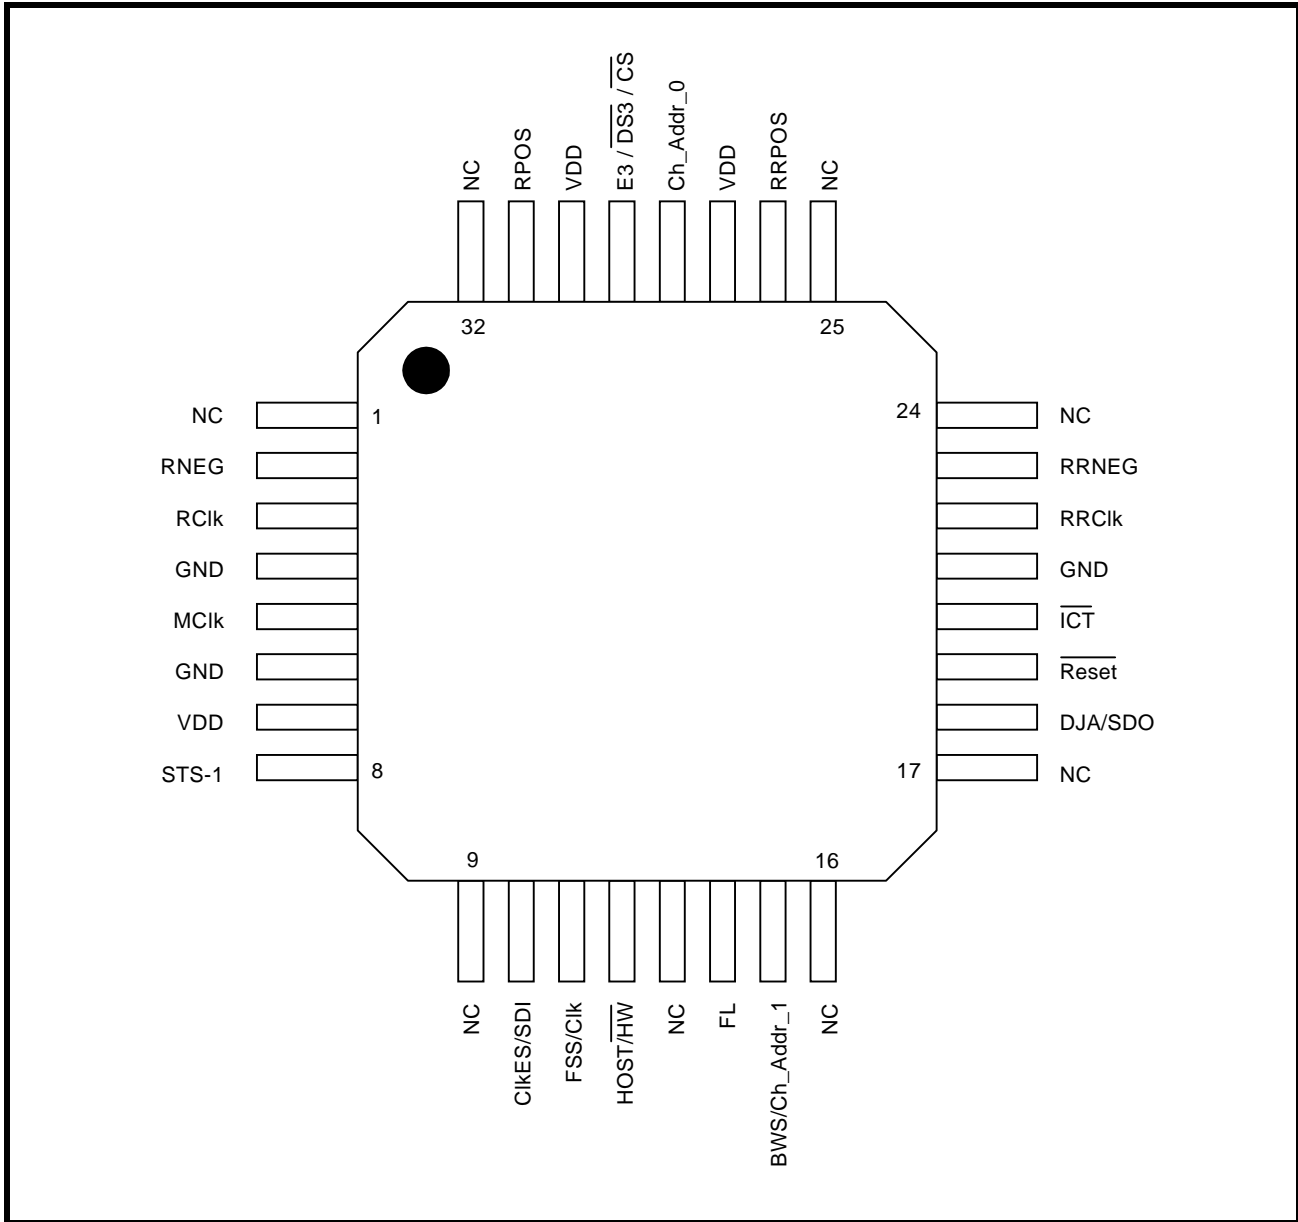 NC
RPOS
VDD
E3 / DS3 / CS
Ch_Addr_0
VDD
RRPOS
NC
32
25
NC
1
24
NC
RNEG
RRNEG
RClk
RRClk
GND
GND
MClk
ICT
GND
Reset
VDD
DJA/SDO
STS-1
8
17
NC
9
16
NC
ClkES/SDI
FSS/Clk
HOST/HW
NC
FL
BWS/Ch_Addr_1
NC